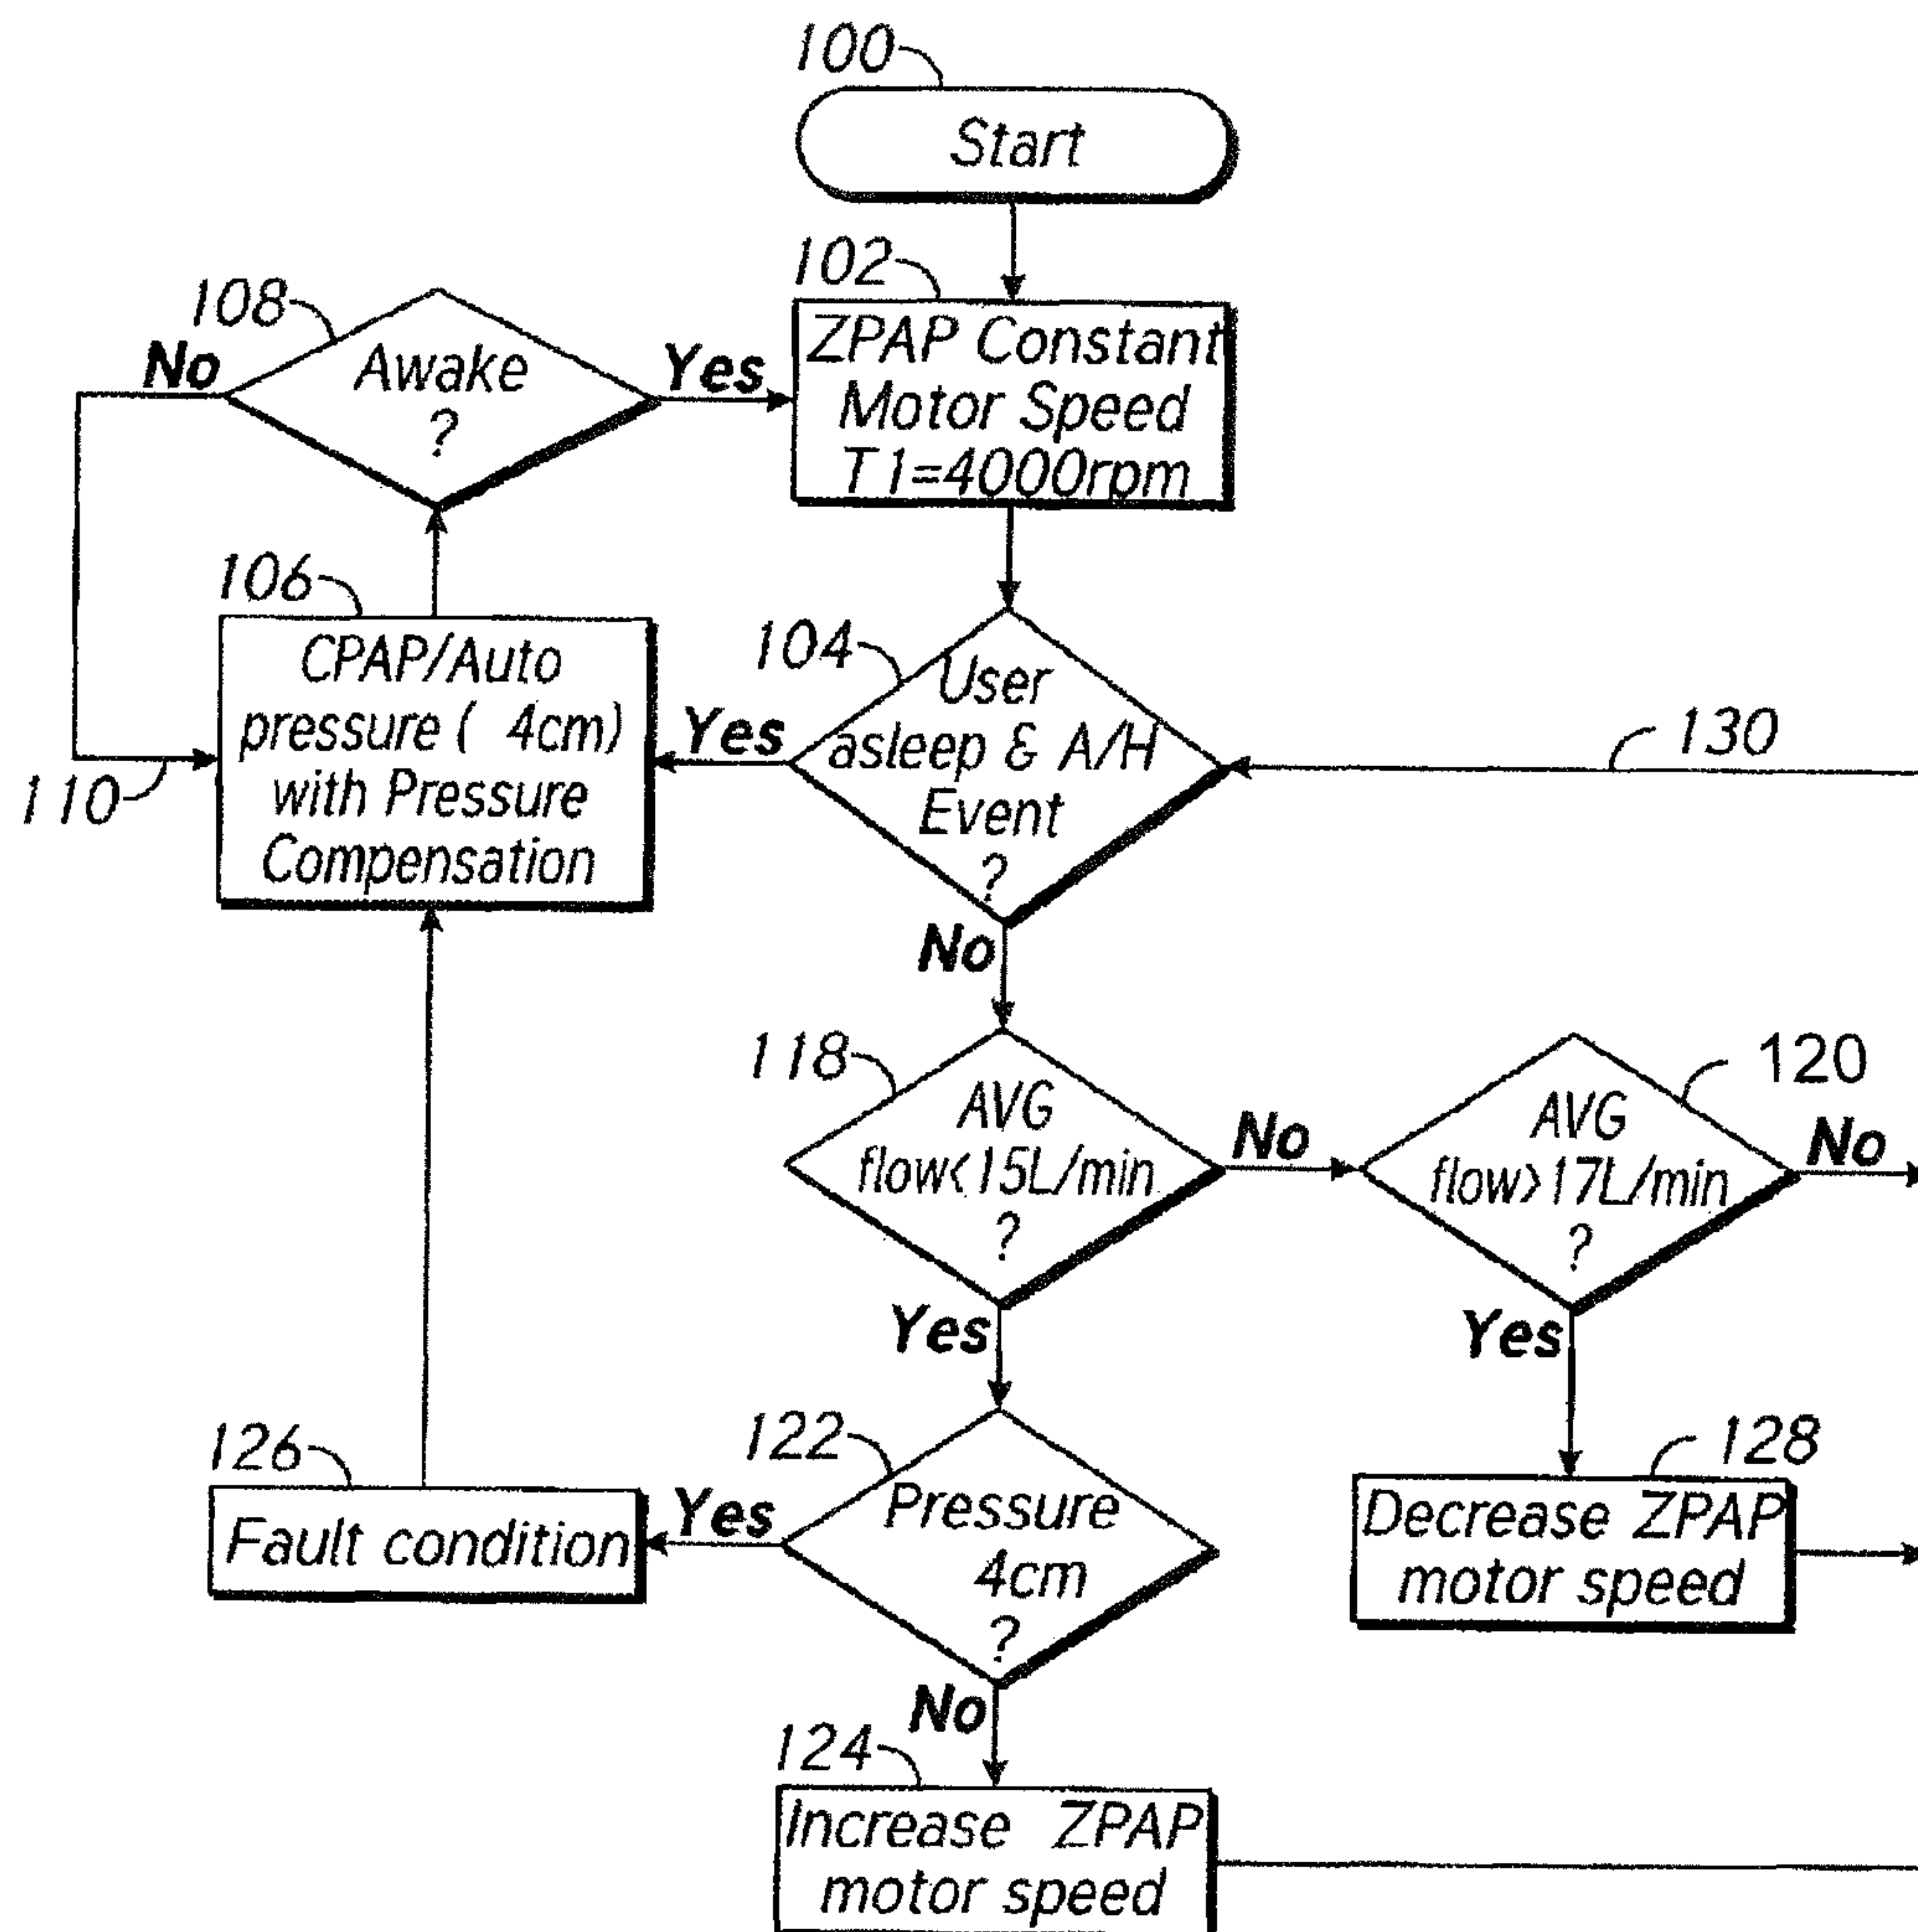 100
Start
102
ZPAP Constant
Motor Speed
T1=4000rpm
108
No
Awake
?
Yes
106
CPAP/Auto
pressure ( 4cm)
with Pressure
Compensation
110
104
User
asleep & A/H
Event
?
Yes
No
130
118
AVG
flow<15L/min
?
No
Yes
120
AVG
flow>17L/min
?
No
Yes
122
Pressure
4cm
?
Yes
No
126
Fault condition
128
Decrease ZPAP
motor speed
124
Increase ZPAP
motor speed